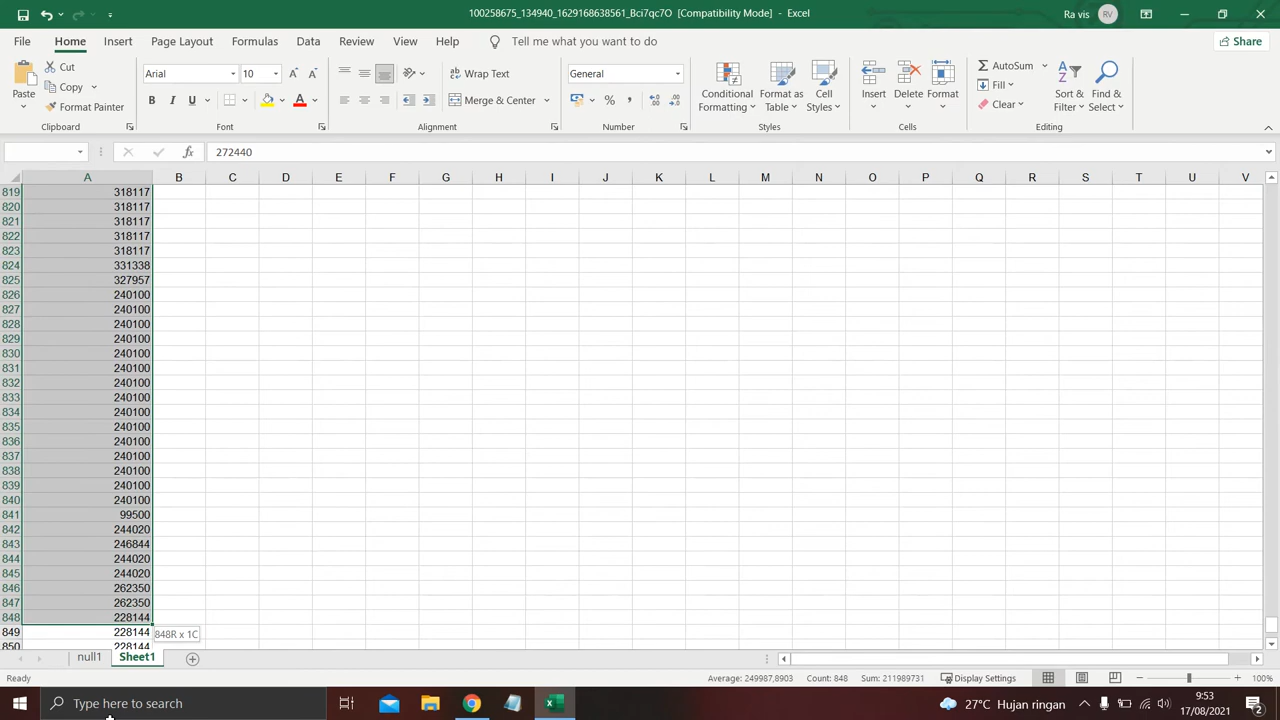 100258675_134940_1629168638561_Bci7qc7O [Compatibility Mode] - Excel
Ra vis RV
File Home Insert Page Layout Formulas Data Review View Help Tell me what you want to do Share
Paste Cut Copy Format Painter
Clipboard
Arial 10
B I U
Font
Wrap Text
Merge & Center
Alignment
General
% ,
Number
Conditional Formatting Format as Table Cell Styles
Styles
Insert Delete Format
Cells
AutoSum Fill Clear Sort & Filter Find & Select
Editing
fx 272440
A B C D E F G H I J K L M N O P Q R S T U V
819 318117
820 318117
821 318117
822 318117
823 318117
824 331338
825 327957
826 240100
827 240100
828 240100
829 240100
830 240100
831 240100
832 240100
833 240100
834 240100
835 240100
836 240100
837 240100
838 240100
839 240100
840 240100
841 99500
842 244020
843 246844
844 244020
845 244020
846 262350
847 262350
848 228144
849 228144 848R x 1C
850 228144
null1 Sheet1
Ready Average: 249987,8903 Count: 848 Sum: 211989731 Display Settings 100%
Type here to search 27°C Hujan ringan 9:53 17/08/2021 2